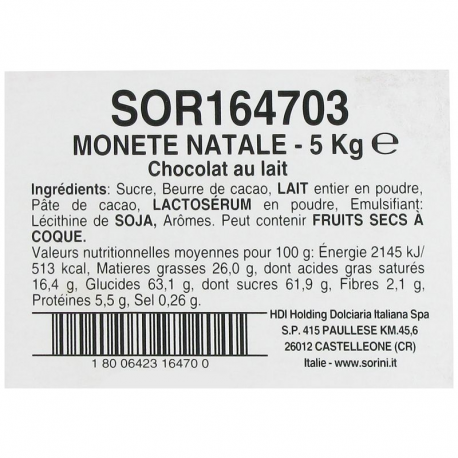 SOR164703
MONETE NATALE - 5 Kg ℮
Chocolat au lait
Ingrédients: Sucre, Beurre de cacao, LAIT entier en poudre,
Pâte de cacao, LACTOSÉRUM en poudre, Emulsifiant:
Lécithine de SOJA, Arômes. Peut contenir FRUITS SECS À
COQUE.
Valeurs nutritionnelles moyennes pour 100 g: Énergie 2145 kJ/
513 kcal, Matieres grasses 26,0 g, dont acides gras saturés
16,4 g, Glucides 63,1 g, dont sucres 61,9 g, Fibres 2,1 g,
Protéines 5,5 g, Sel 0,26 g.
HDI Holding Dolciaria Italiana Spa
S.P. 415 PAULLESE KM.45,6
26012 CASTELLEONE (CR)
Italie - www.sorini.it
1 80 06423 16470 0